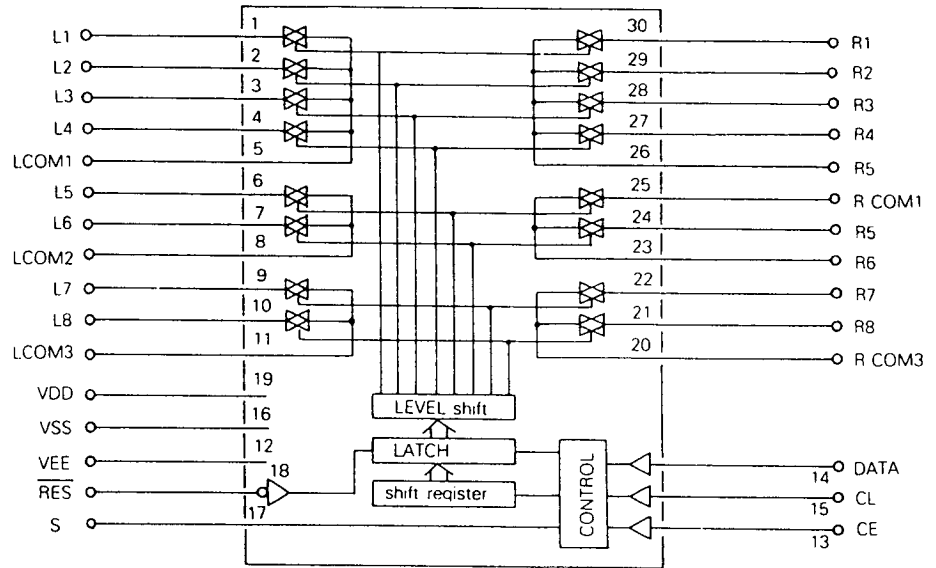 L1 1 30 R1
L2 2 29 R2
L3 3 28 R3
L4 4 27 R4
LCOM1 5 26 R5
L5 6 25 R COM1
L6 7 24 R5
LCOM2 8 23 R6
L7 9 22 R7
L8 10 21 R8
LCOM3 11 20 R COM3
VDD 19
LEVEL shift
VSS 16
VEE 12
LATCH
CONTROL
14 DATA
RES 18
17
shift register
15 CL
S
13 CE